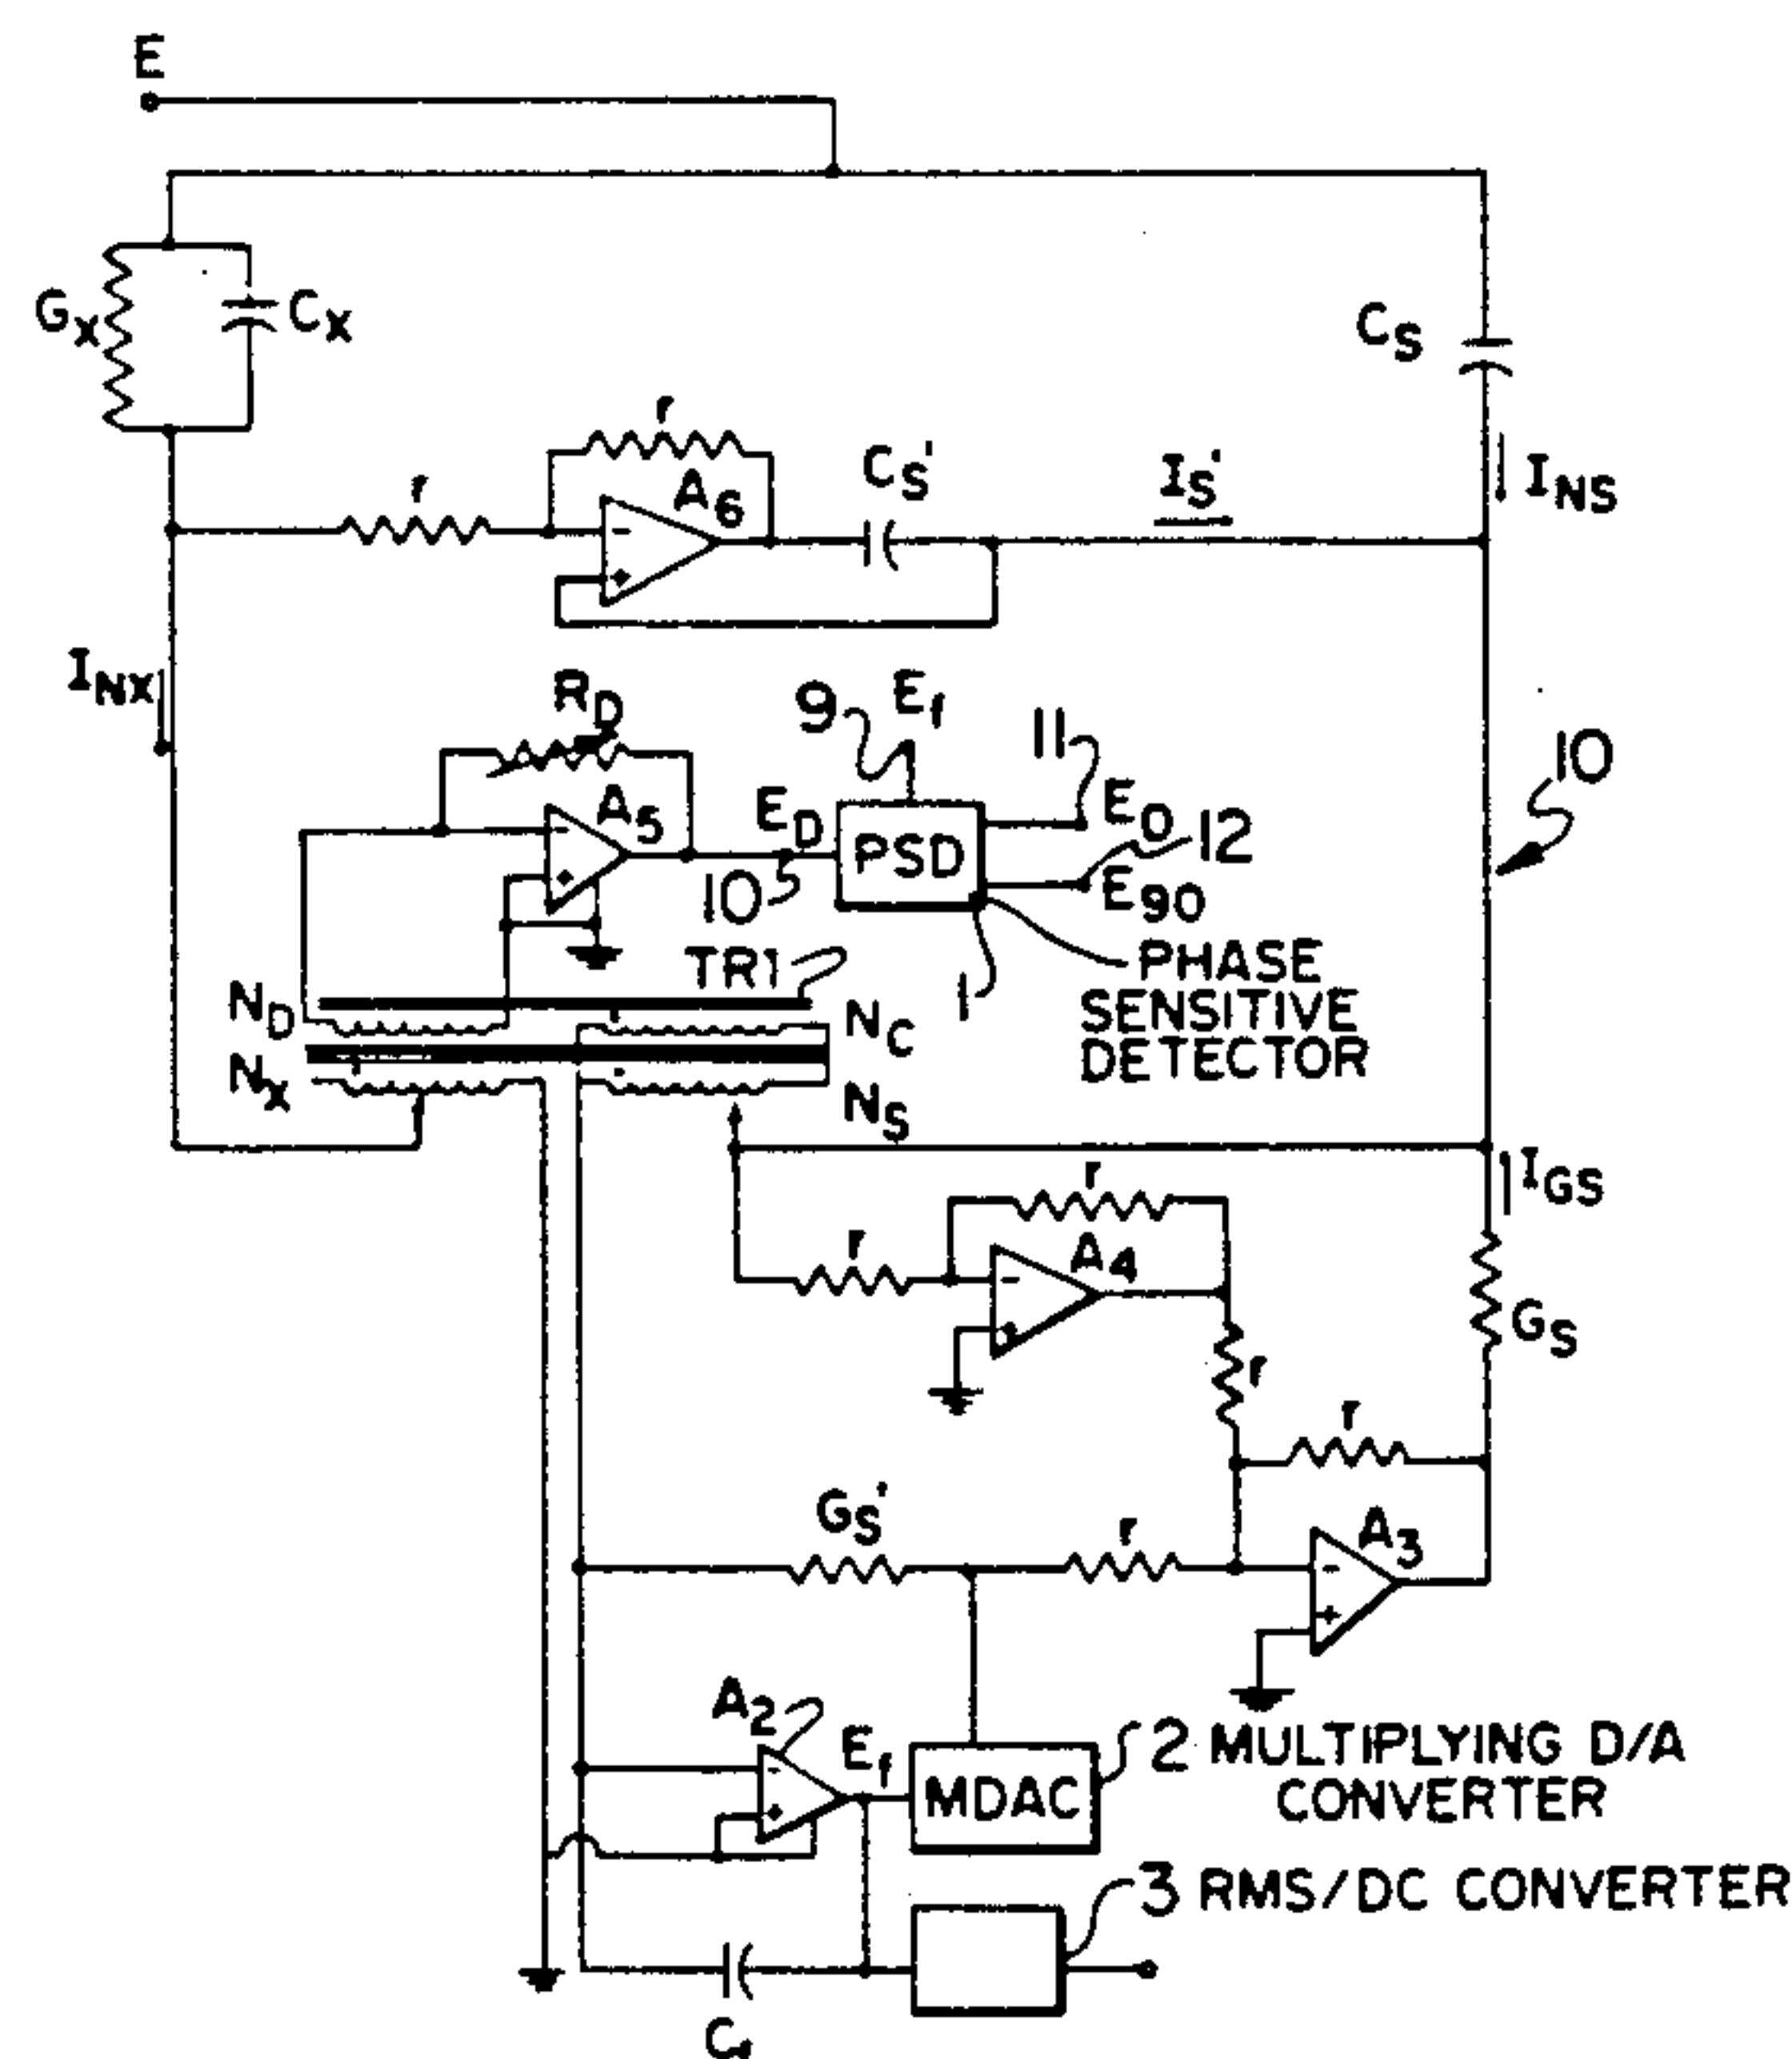 E
Gx
Cx
Cs
r
r
A6
Cs'
Is'
INS
-
+
INX
RD
9
Ef
11
10
A5
ED
PSD
E0
12
E90
-
+
10
1
PHASE
SENSITIVE
DETECTOR
TR1
ND
NC
NX
NS
IGS
r
r
A4
-
+
GS
r
r
GS'
r
A3
-
+
A2
Ef
-
+
MDAC
2 MULTIPLYING D/A
CONVERTER
3 RMS/DC CONVERTER